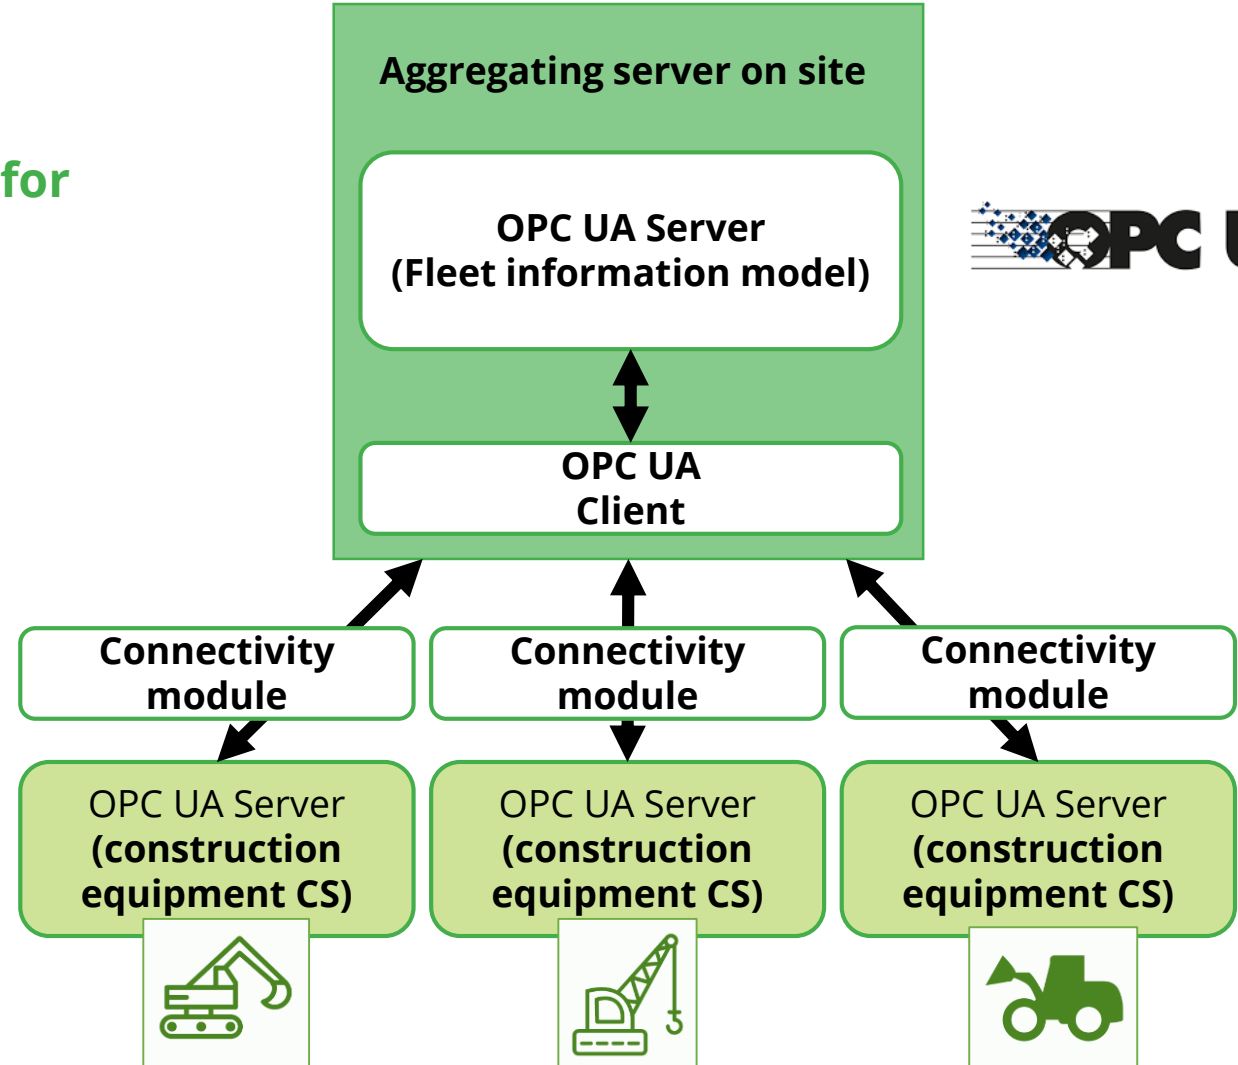 Aggregating server on site
for
OPC UA Server
(Fleet information model)
OPC U
OPC UA
Client
Connectivity
module
Connectivity
module
Connectivity
module
OPC UA Server
(construction
equipment CS)
OPC UA Server
(construction
equipment CS)
OPC UA Server
(construction
equipment CS)